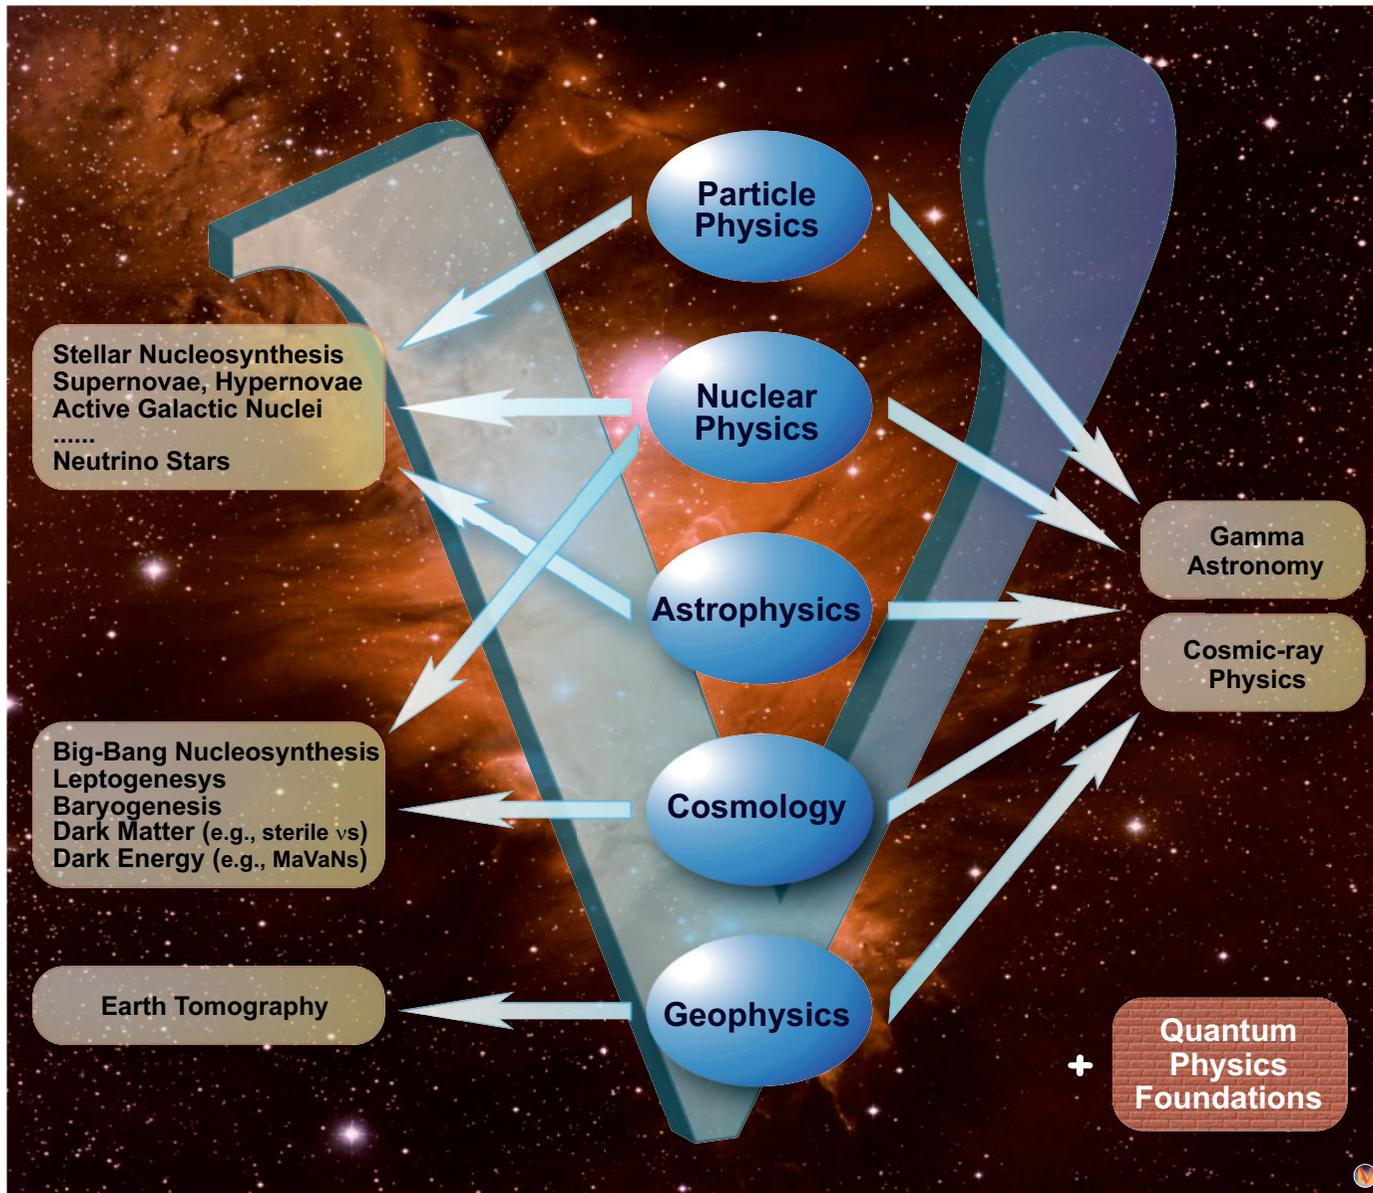 Particle
Physics
Nuclear
Physics
Astrophysics
Cosmology
Geophysics
Stellar Nucleosynthesis
Supernovae, Hypernovae
Active Galactic Nuclei
......
Neutrino Stars
Big-Bang Nucleosynthesis
Leptogenesys
Baryogenesis
Dark Matter (e.g., sterile νs)
Dark Energy (e.g., MaVaNs)
Earth Tomography
Gamma
Astronomy
Cosmic-ray
Physics
+
Quantum
Physics
Foundations